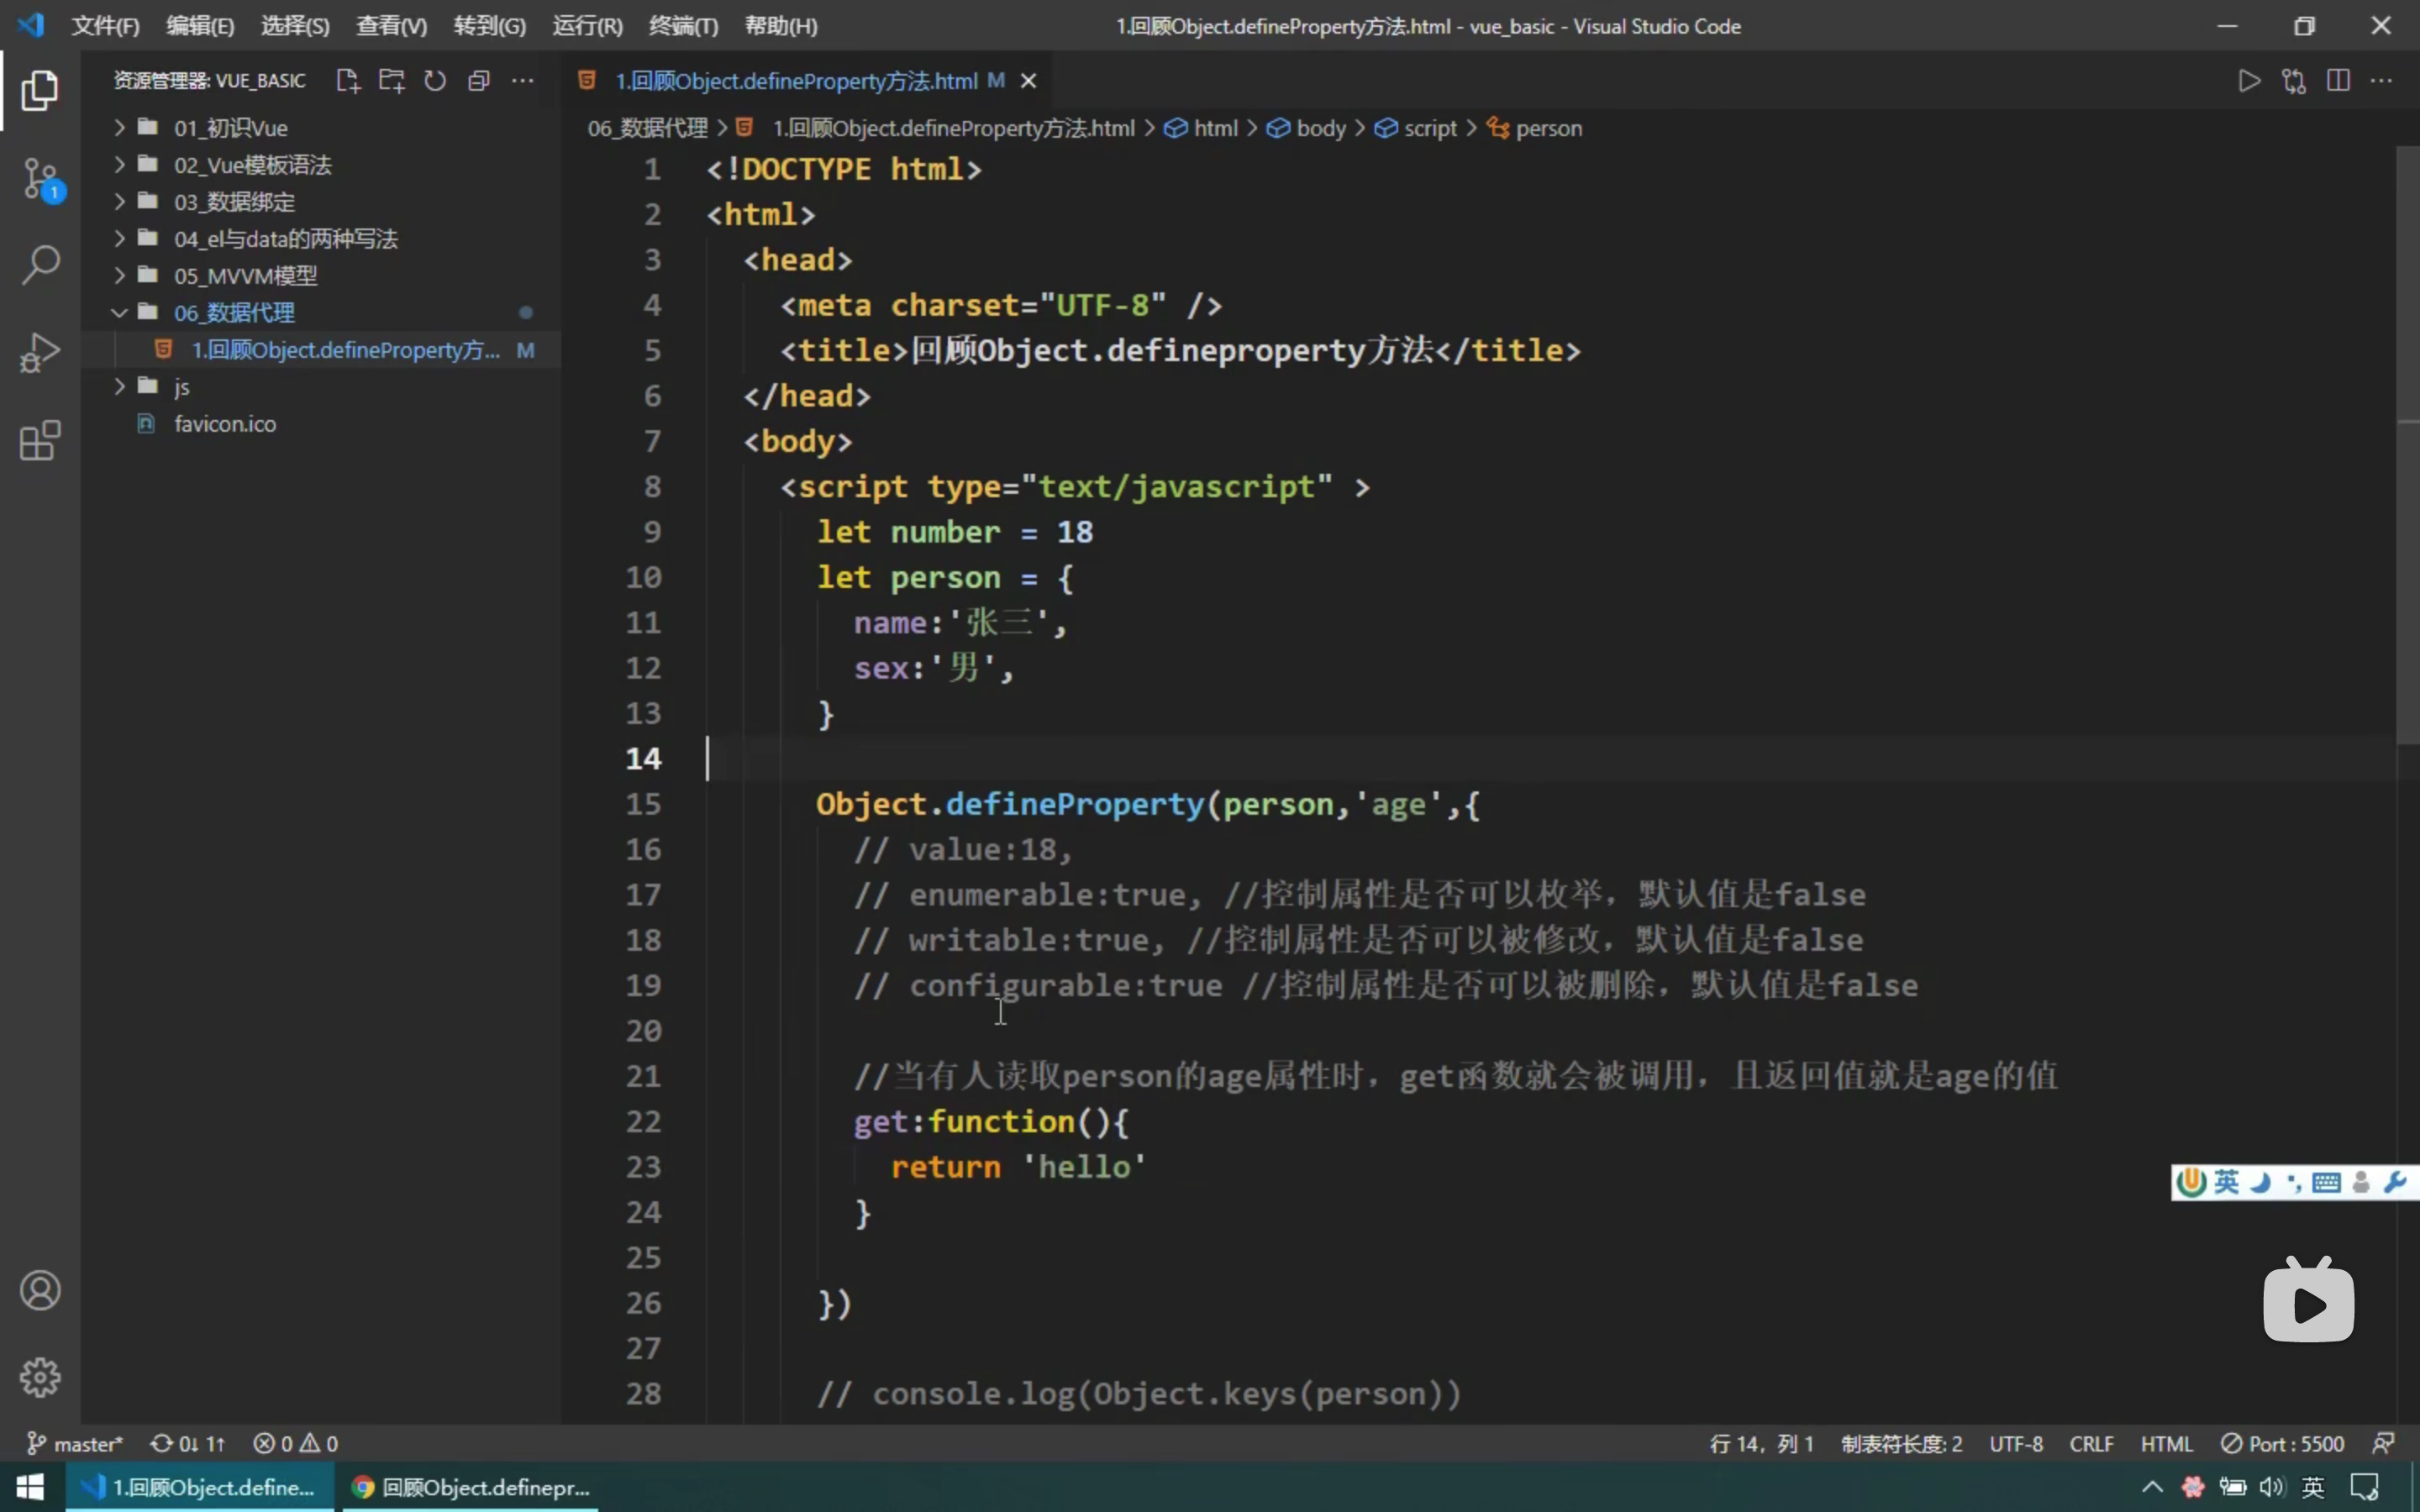 文件(F) 编辑(E) 选择(S) 查看(V) 转到(G) 运行(R) 终端(T) 帮助(H) 1.回顾Object.defineProperty方法.html - vue_basic - Visual Studio Code
资源管理器: VUE_BASIC
01_初识Vue
02_Vue模板语法
03_数据绑定
04_el与data的两种写法
05_MVVM模型
06_数据代理
1.回顾Object.defineProperty方... M
js
favicon.ico
1
1.回顾Object.defineProperty方法.html M
06_数据代理 > 1.回顾Object.defineProperty方法.html > html > body > script > person
1 <!DOCTYPE html>
2 <html>
3 <head>
4 <meta charset="UTF-8" />
5 <title>回顾Object.defineproperty方法</title>
6 </head>
7 <body>
8 <script type="text/javascript" >
9 let number = 18
10 let person = {
11 name:'张三',
12 sex:'男',
13 }
14
15 Object.defineProperty(person,'age',{
16 // value:18,
17 // enumerable:true, //控制属性是否可以枚举，默认值是false
18 // writable:true, //控制属性是否可以被修改，默认值是false
19 // configurable:true //控制属性是否可以被删除，默认值是false
20
21 //当有人读取person的age属性时，get函数就会被调用，且返回值就是age的值
22 get:function(){
23 return 'hello'
24 }
25
26 })
27
28 // console.log(Object.keys(person))
英
master* 0↓ 1↑ 0 0 行 14，列 1 制表符长度: 2 UTF-8 CRLF HTML Port : 5500
1.回顾Object.define... 回顾Object.definepr... 英